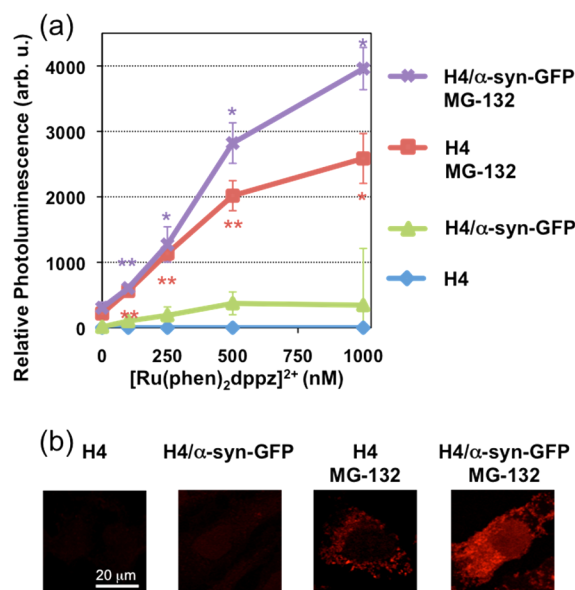 (a)
Relative Photoluminescence (arb. u.)
4000
3000
2000
1000
0
0 250 500 750 1000
[Ru(phen)₂dppz]²⁺ (nM)
* * * *
** **
** ** *
H4/α-syn-GFP
MG-132
H4
MG-132
H4/α-syn-GFP
H4
(b)
H4
H4/α-syn-GFP
H4
MG-132
H4/α-syn-GFP
MG-132
20 μm